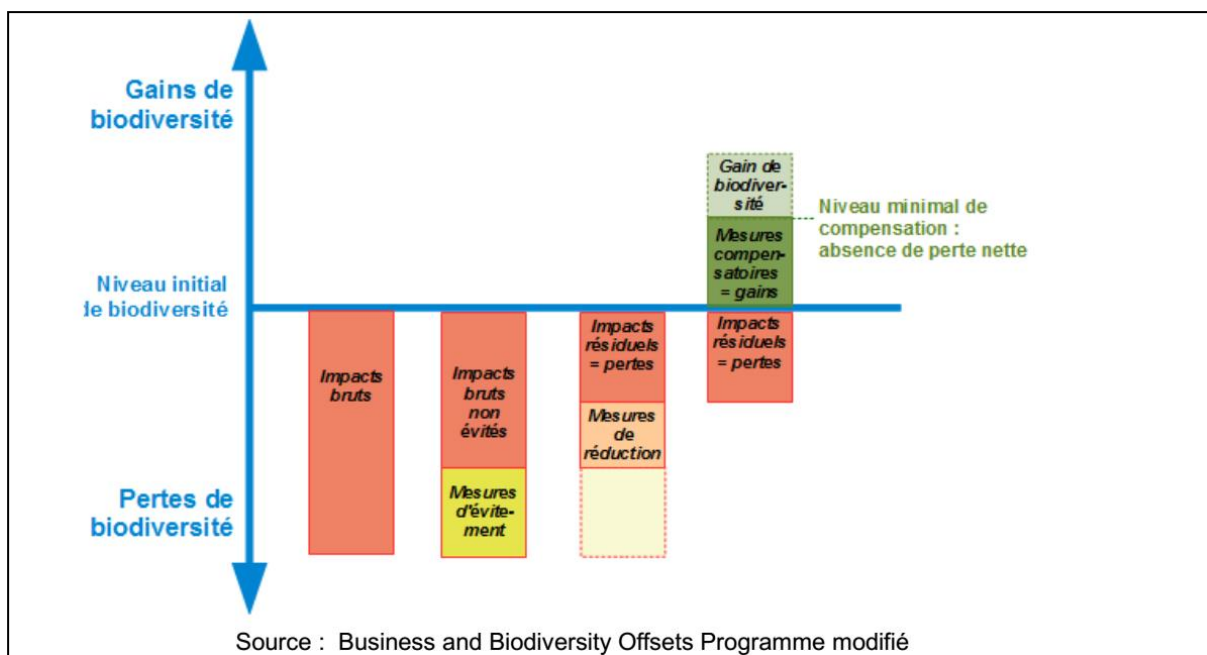 Gains de
biodiversité
Niveau initial
de biodiversité
Pertes de
biodiversité
Impacts
bruts
Impacts
bruts
non
évités
Mesures
d'évite-
ment
Impacts
résiduels
= pertes
Mesures
de
réduction
Gain de
biodiver-
sité
Mesures
compen-
satoires
= gains
Impacts
résiduels
= pertes
Niveau minimal de
compensation :
absence de perte nette
Source : Business and Biodiversity Offsets Programme modifié